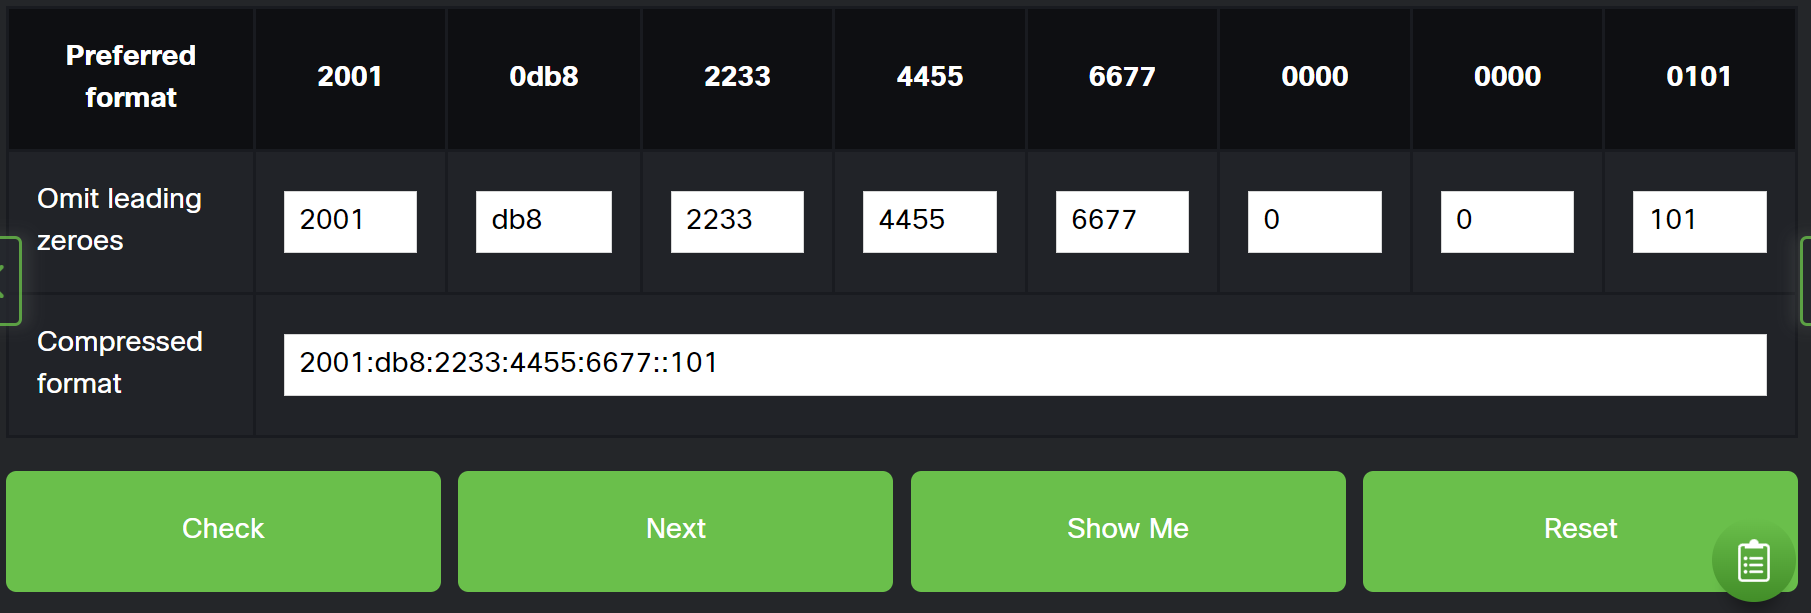 Preferred
format
2001
0db8
2233
4455
6677
0000
0000
0101
Omit leading
zeroes
2001
db8
2233
4455
6677
0
0
101
Compressed
format
2001:db8:2233:4455:6677::101
Check
Next
Show Me
Reset